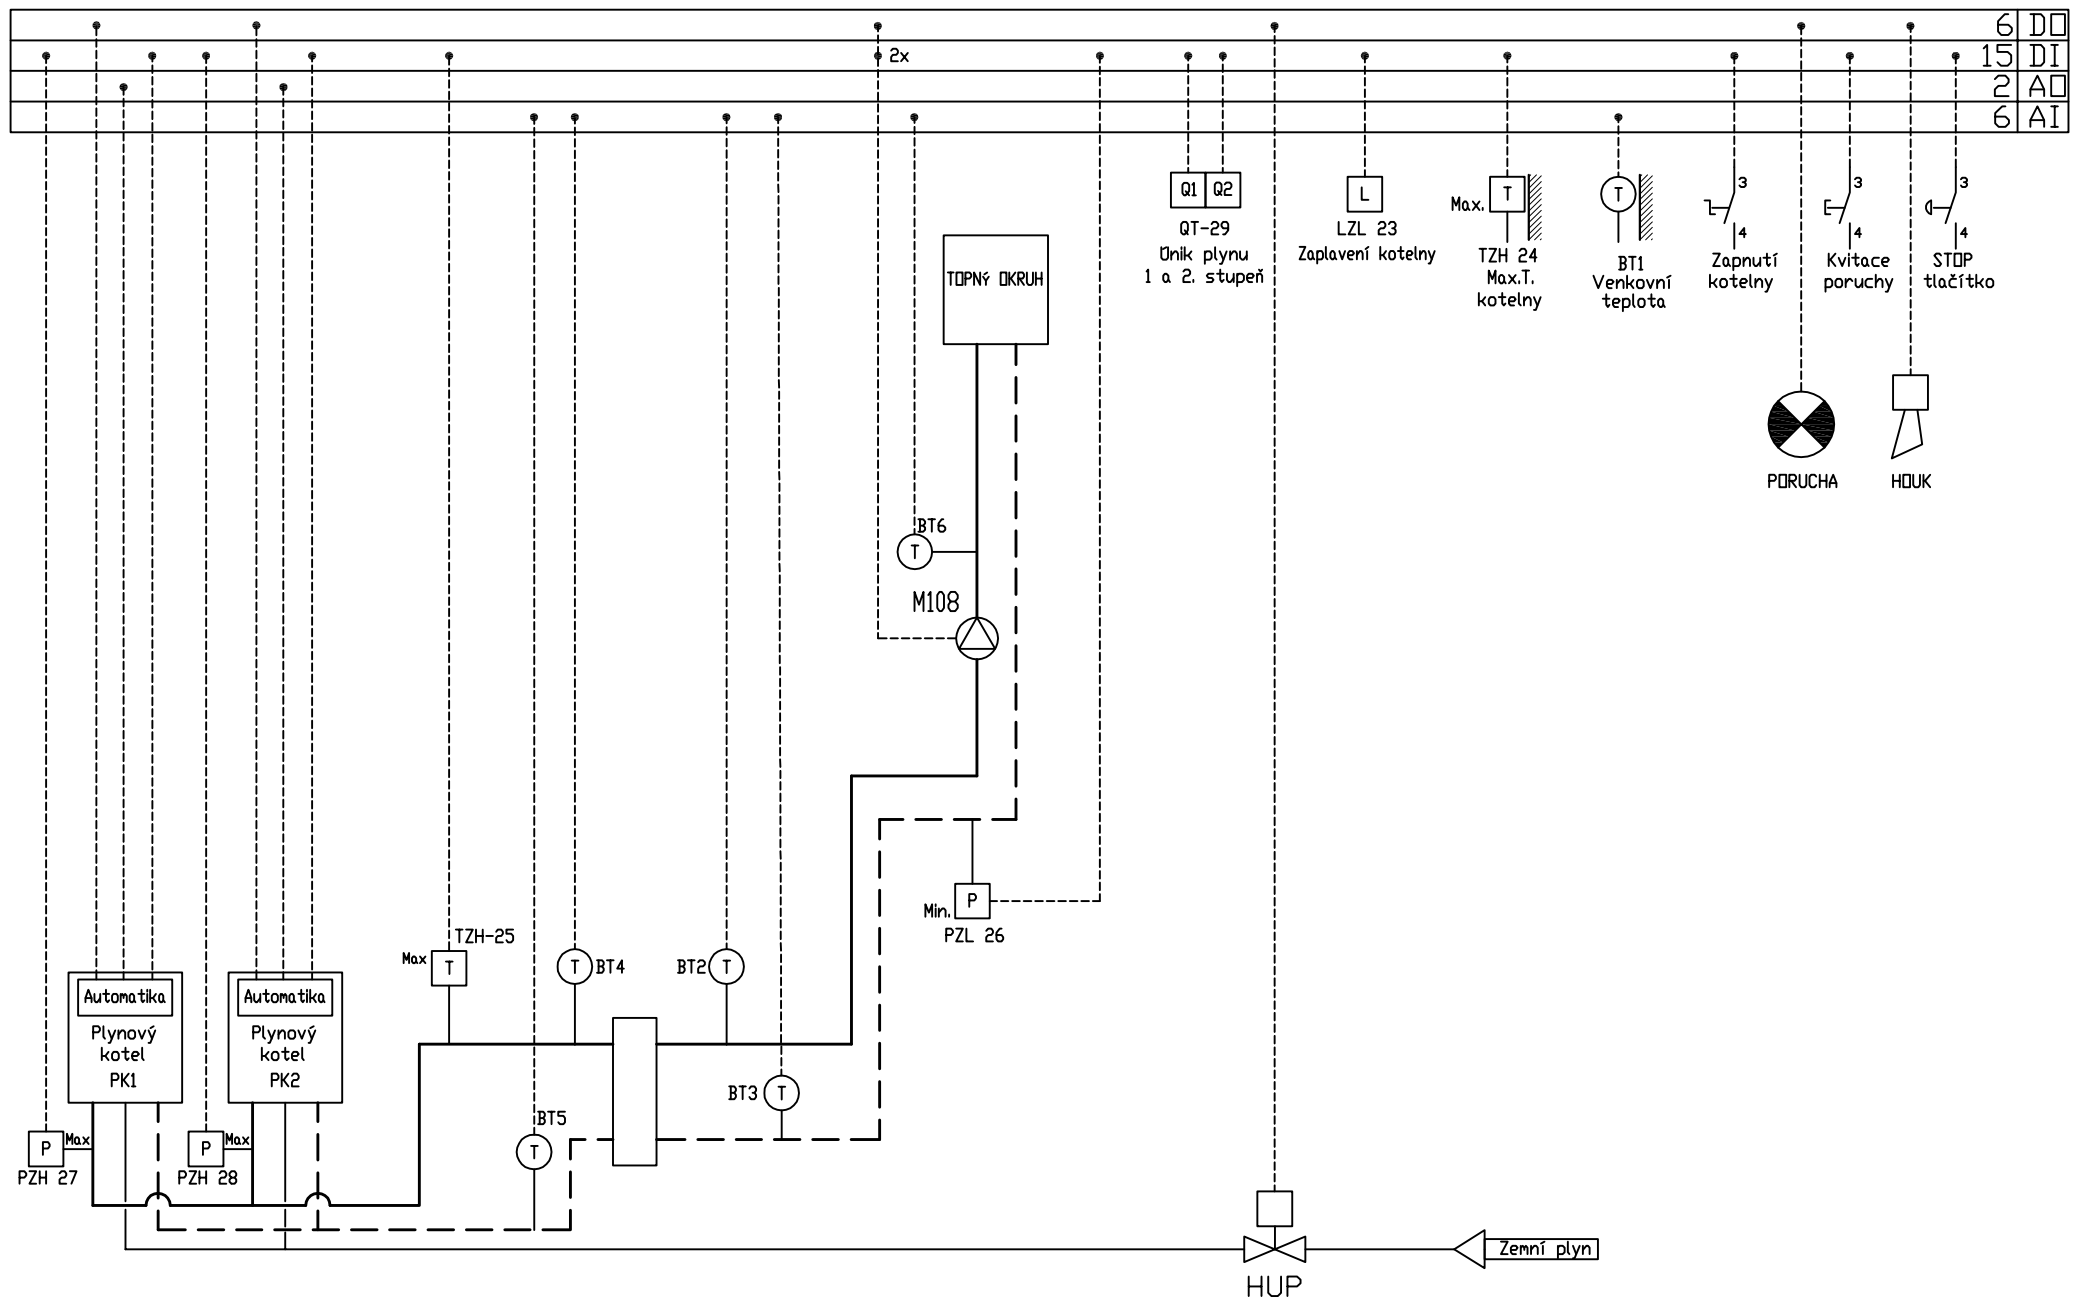 6 DO
2x
15 DI
2 AO
6 AI
Q1 Q2
QT-29
Únik plynu
1 a 2. stupeň
L
LZL 23
Zaplavení kotelny
Max.
T
TZH 24
Max.T.
kotelny
T
BT1
Venkovní
teplota
3
4
Zapnutí
kotelny
3
4
Kvitace
poruchy
3
4
STOP
tlačítko
TOPNÝ OKRUH
PORUCHA
HOUK
BT6
T
M108
Min.
P
PZL 26
TZH-25
Max
T
T
BT4
BT2
T
Automatika
Plynový
kotel
PK1
Automatika
Plynový
kotel
PK2
BT3
T
BT5
T
P
Max
PZH 27
P
Max
PZH 28
Zemní plyn
HUP